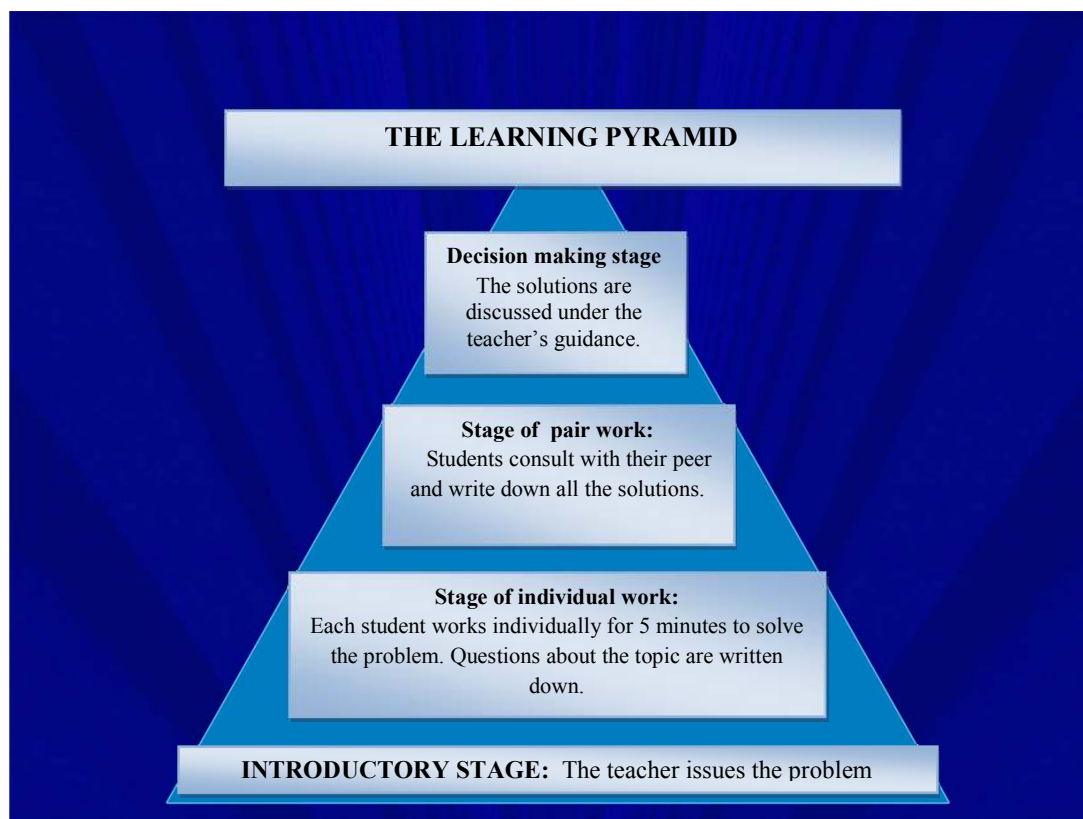 THE LEARNING PYRAMID
Decision making stage
The solutions are
discussed under the
teacher’s guidance.
Stage of pair work:
Students consult with their peer
and write down all the solutions.
Stage of individual work:
Each student works individually for 5 minutes to solve
the problem. Questions about the topic are written
down.
INTRODUCTORY STAGE: The teacher issues the problem